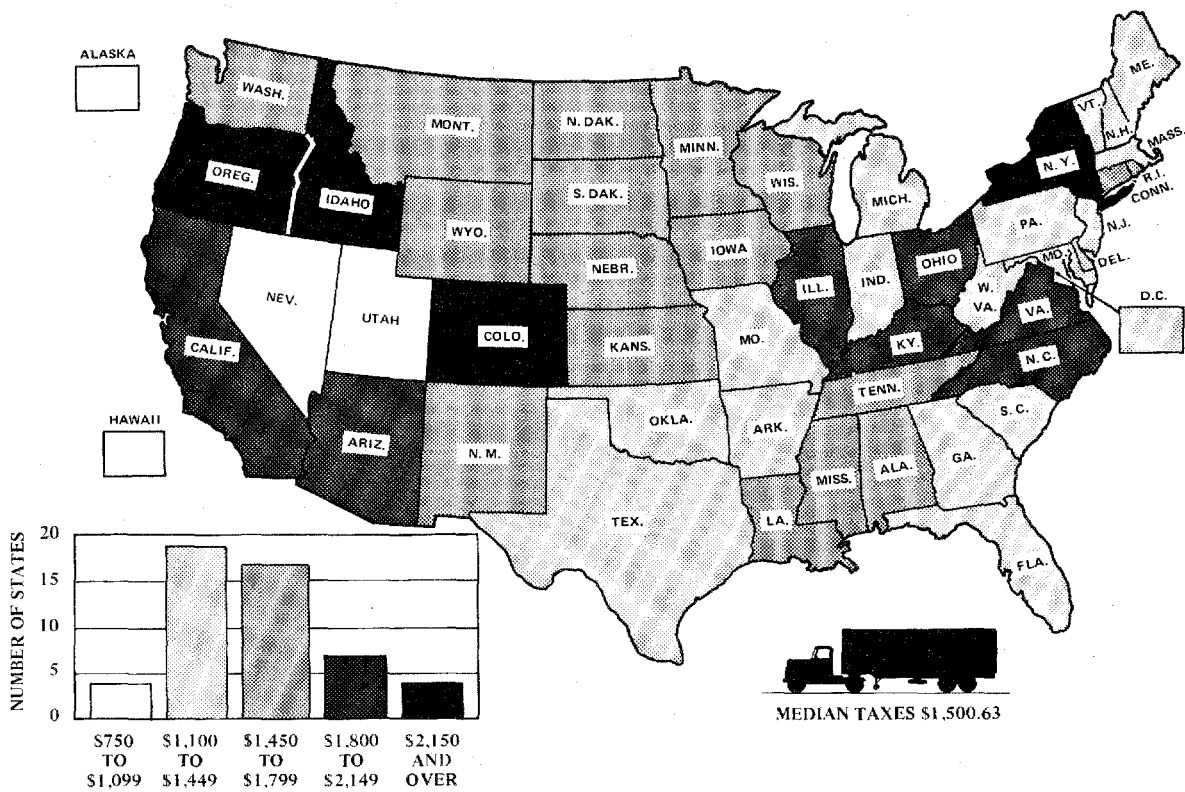 ALASKA
WASH.
MONT.
N. DAK.
MINN.
ME.
VT.
N.H.
MASS.
OREG.
IDAHO
WYO.
S. DAK.
WIS.
MICH.
N. Y.
R.I.
CONN.
NEBR.
IOWA
PA.
N.J.
NEV.
UTAH
COLO.
KANS.
MO.
ILL.
IND.
OHIO
W.
VA.
MD.
DEL.
VA.
D.C.
CALIF.
KY.
N. C.
TENN.
HAWAII
ARIZ.
N. M.
OKLA.
ARK.
S. C.
MISS.
ALA.
GA.
TEX.
LA.
FLA.
NUMBER OF STATES
20
15
10
5
0
$750
TO
$1,099
$1,100
TO
$1,449
$1,450
TO
$1,799
$1,800
TO
$2,149
$2,150
AND
OVER
MEDIAN TAXES $1,500.63